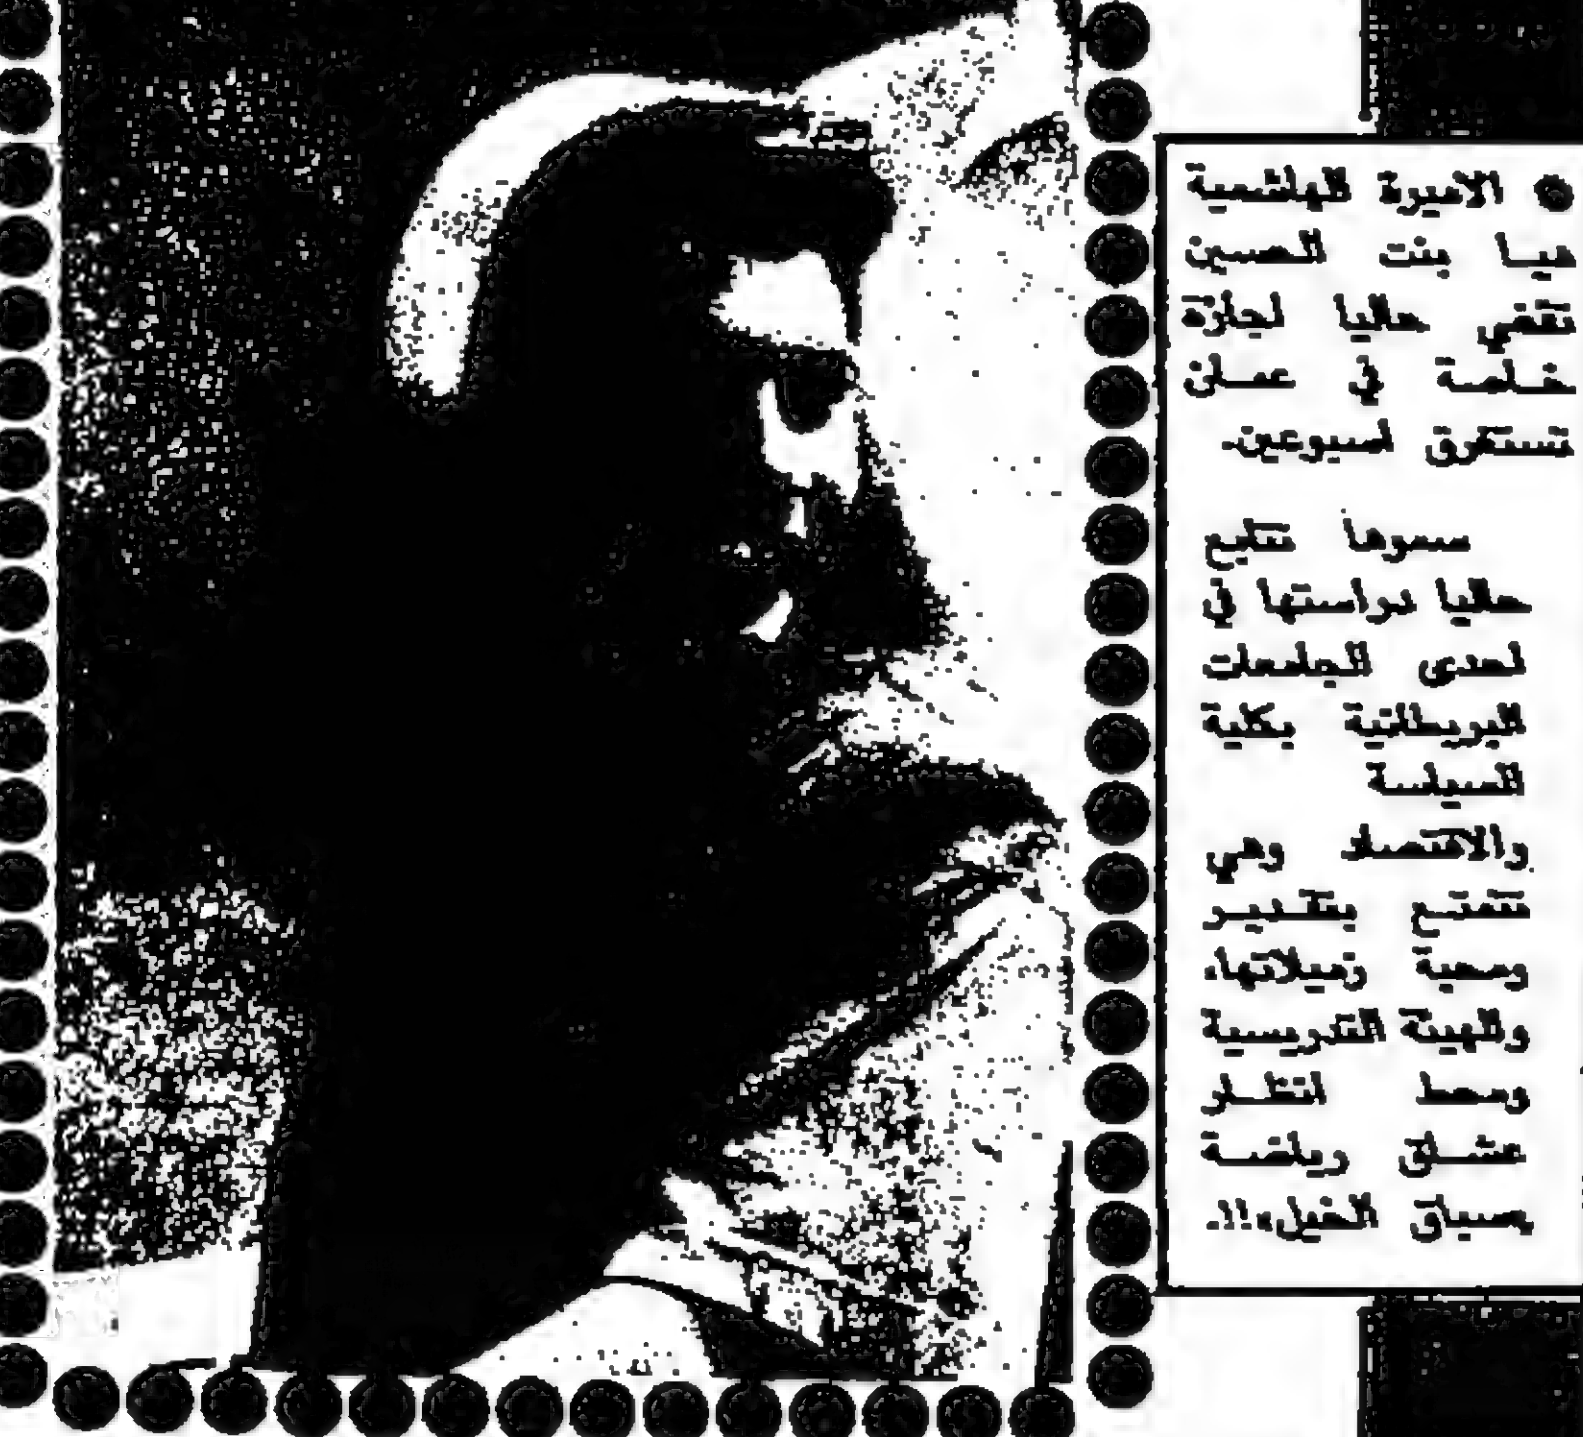 ● الاميرة الهاشمية
هيا بنت الحسين
تقضي حاليا اجازة
خاصة في عمان
تستغرق اسبوعين.
سموها تتابع
حاليا دراستها في
احدى الجامعات
البريطانية بكلية
السياسة
والاقتصاد وهي
تتمتع بتقدير
ومحبة زميلاتها،
والهيئة التدريسية
ومحط انظار
عشاق رياضة
سباق الخيل،!!.